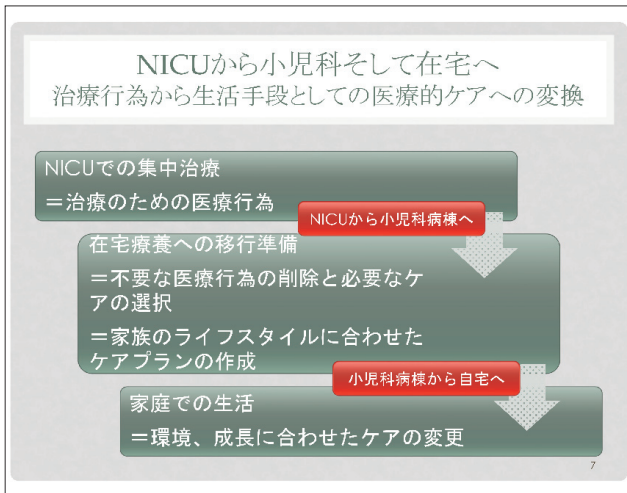 NICUから小児科そして在宅へ
治療行為から生活手段としての医療的ケアへの変換
NICUでの集中治療
＝治療のための医療行為
NICUから小児科病棟へ
在宅療養への移行準備
＝不要な医療行為の削除と必要なケ
アの選択
＝家族のライフスタイルに合わせた
ケアプランの作成
小児科病棟から自宅へ
家庭での生活
＝環境、成長に合わせたケアの変更
7